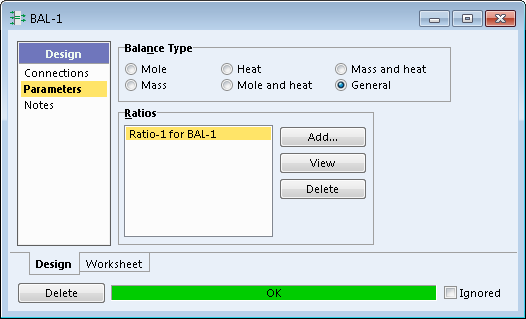 BAL-1
Design
Connections
Parameters
Notes
Balance Type
Mole
Heat
Mass and heat
Mass
Mole and heat
General
Ratios
Ratio-1 for BAL-1
Add...
View
Delete
Design
Worksheet
Delete
OK
Ignored